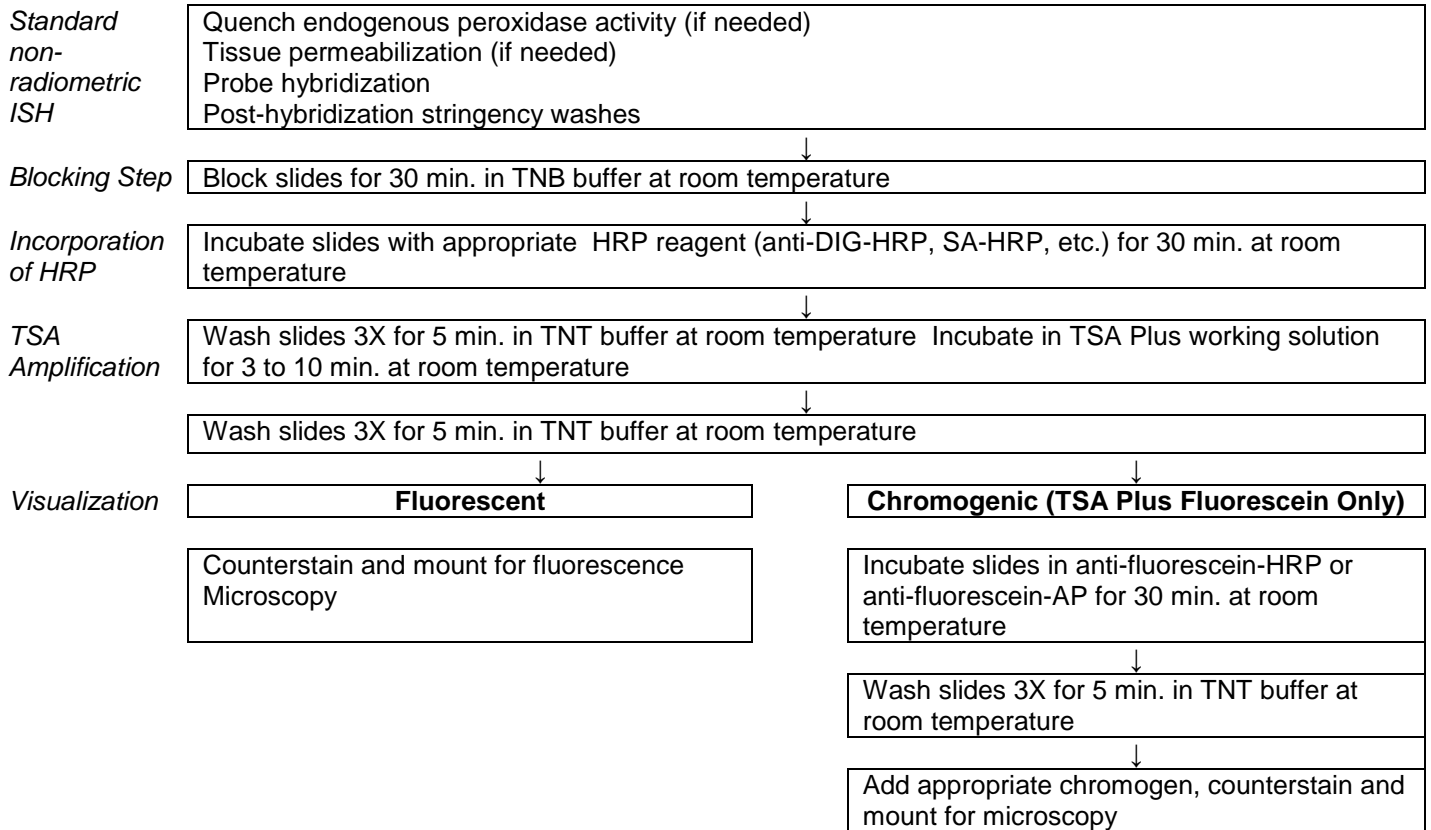 Standard
non-
radiometric
ISH
Quench endogenous peroxidase activity (if needed)
Tissue permeabilization (if needed)
Probe hybridization
Post-hybridization stringency washes
↓
Blocking Step
Block slides for 30 min. in TNB buffer at room temperature
↓
Incorporation
of HRP
Incubate slides with appropriate  HRP reagent (anti-DIG-HRP, SA-HRP, etc.) for 30 min. at room
temperature
↓
TSA
Amplification
Wash slides 3X for 5 min. in TNT buffer at room temperature  Incubate in TSA Plus working solution
for 3 to 10 min. at room temperature
↓
Wash slides 3X for 5 min. in TNT buffer at room temperature
↓ ↓
Visualization
Fluorescent
Counterstain and mount for fluorescence
Microscopy
Chromogenic (TSA Plus Fluorescein Only)
Incubate slides in anti-fluorescein-HRP or
anti-fluorescein-AP for 30 min. at room
temperature
↓
Wash slides 3X for 5 min. in TNT buffer at
room temperature
↓
Add appropriate chromogen, counterstain and
mount for microscopy